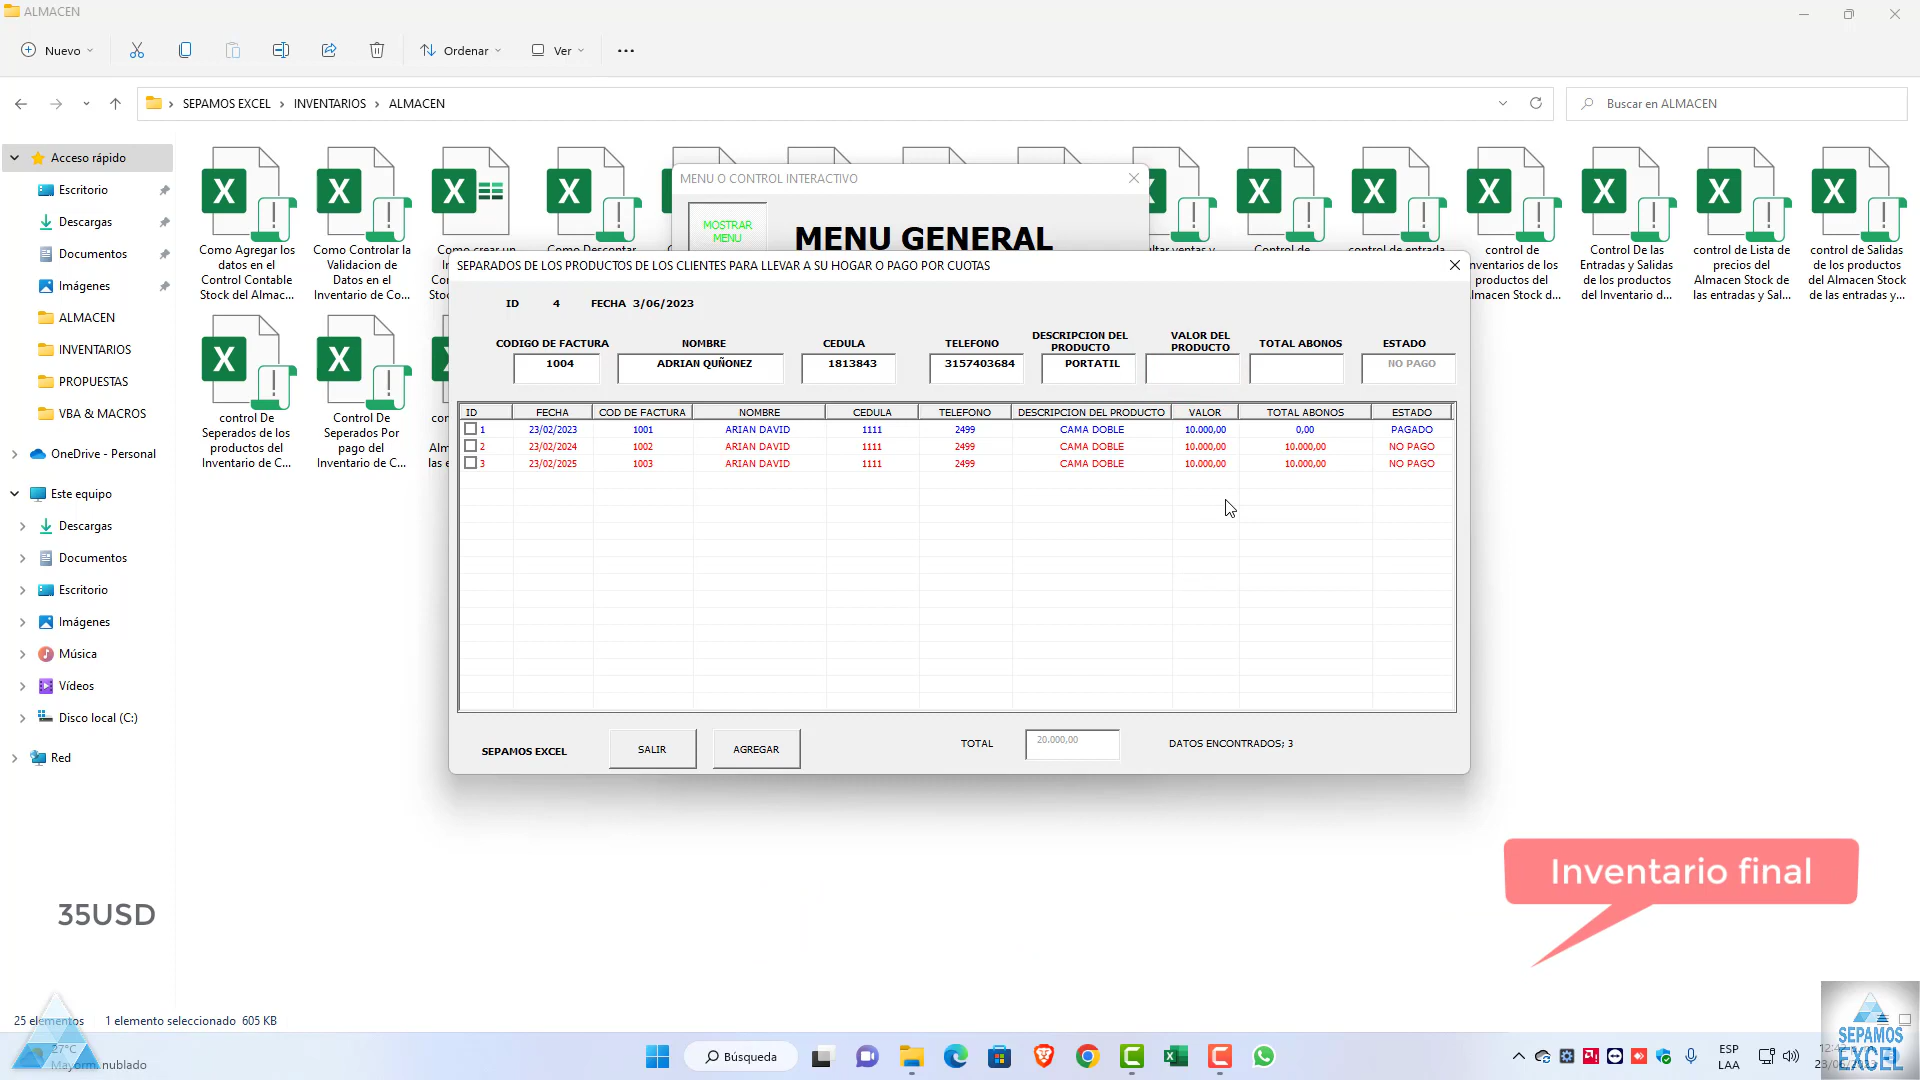 ALMACEN
Nuevo
Ordenar
Ver
SEPAMOS EXCEL
INVENTARIOS
ALMACEN
Buscar en ALMACEN
Acceso rápido
Escritorio
Descargas
Documentos
Imágenes
ALMACEN
INVENTARIOS
PROPUESTAS
VBA & MACROS
OneDrive - Personal
Este equipo
Descargas
Documentos
Escritorio
Imágenes
Música
Vídeos
Disco local (C:)
Red
Como Agregar los
datos en el
Control Contable
Stock del Almac...
Como Controlar la
Validacion de
Datos en el
Inventario de Co...
Como crear un
Como Descontar
Control de
inventarios de los
productos del
Almacen Stock d...
control de entrada
Control De las
Entradas y Salidas
de los productos
del Inventario d...
control de Lista de
precios del
Almacen Stock de
las entradas y Sal...
control de Salidas
de los productos
del Almacen Stock
de las entradas y...
control De
Seperados de los
productos del
Inventario de C...
Control De
Seperados Por
pago del
Inventario de C...
MENU O CONTROL INTERACTIVO
MOSTRAR
MENU
MENU GENERAL
SEPARADOS DE LOS PRODUCTOS DE LOS CLIENTES PARA LLEVAR A SU HOGAR O PAGO POR CUOTAS
ID 4 FECHA 3/06/2023
CODIGO DE FACTURA NOMBRE CEDULA TELEFONO DESCRIPCION DEL PRODUCTO VALOR DEL PRODUCTO TOTAL ABONOS ESTADO
1004 ADRIAN QUIÑONEZ 1813843 3157403684 PORTATIL NO PAGO
ID FECHA COD DE FACTURA NOMBRE CEDULA TELEFONO DESCRIPCION DEL PRODUCTO VALOR TOTAL ABONOS ESTADO
1 23/02/2023 1001 ARIAN DAVID 1111 2499 CAMA DOBLE 10.000,00 0,00 PAGADO
2 23/02/2024 1002 ARIAN DAVID 1111 2499 CAMA DOBLE 10.000,00 10.000,00 NO PAGO
3 23/02/2025 1003 ARIAN DAVID 1111 2499 CAMA DOBLE 10.000,00 10.000,00 NO PAGO
SEPAMOS EXCEL
SALIR
AGREGAR
TOTAL
20.000,00
DATOS ENCONTRADOS; 3
Inventario final
35USD
25 elementos
1 elemento seleccionado 605 KB
27°C
Mayorm. nublado
Búsqueda
ESP
LAA
SEPAMOS
EXCEL